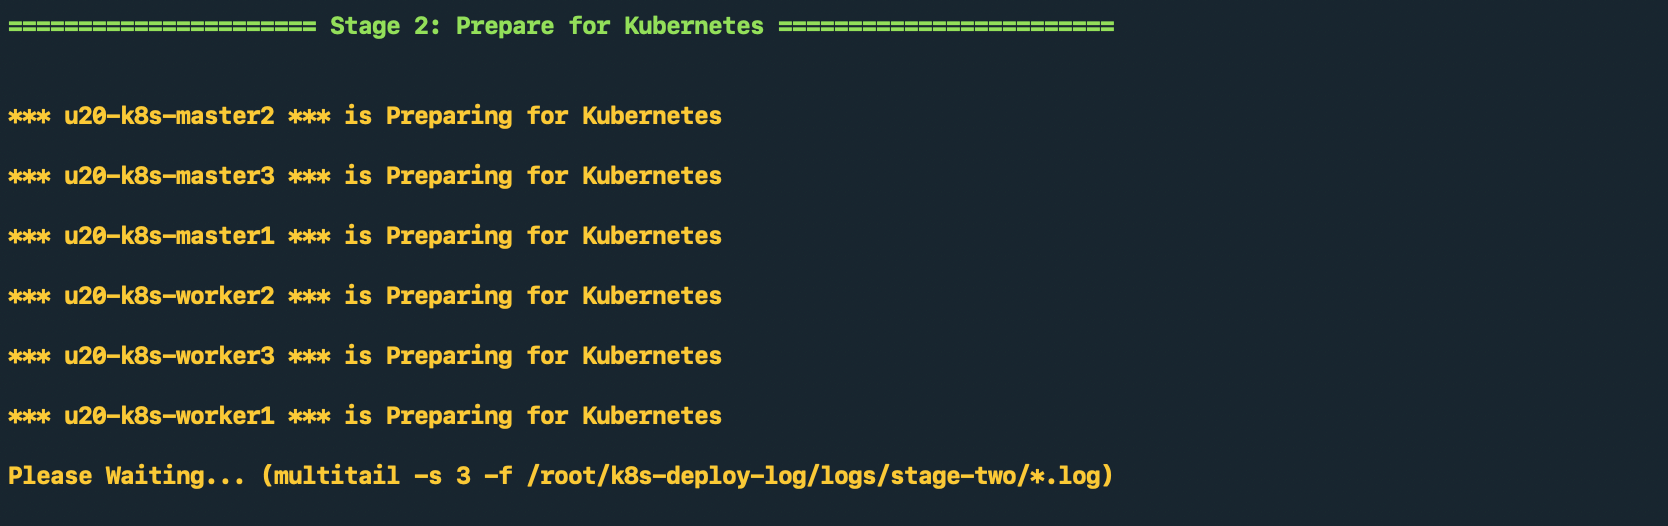 ====================== Stage 2: Prepare for Kubernetes ========================
*** u20-k8s-master2 *** is Preparing for Kubernetes
*** u20-k8s-master3 *** is Preparing for Kubernetes
*** u20-k8s-master1 *** is Preparing for Kubernetes
*** u20-k8s-worker2 *** is Preparing for Kubernetes
*** u20-k8s-worker3 *** is Preparing for Kubernetes
*** u20-k8s-worker1 *** is Preparing for Kubernetes
Please Waiting... (multitail -s 3 -f /root/k8s-deploy-log/logs/stage-two/*.log)